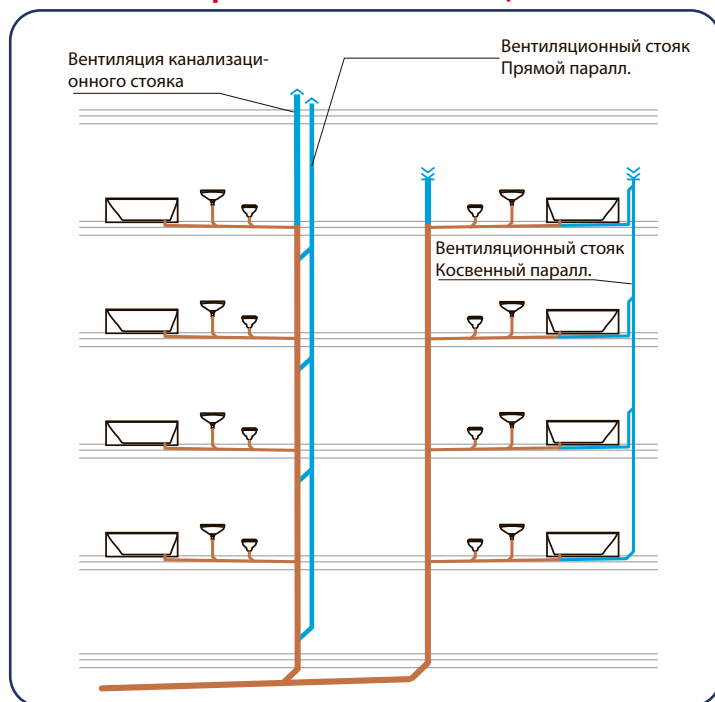 Вентиляция канализаци-
онного стояка
Вентиляционный стояк
Прямой паралл.
Вентиляционный стояк
Косвенный паралл.